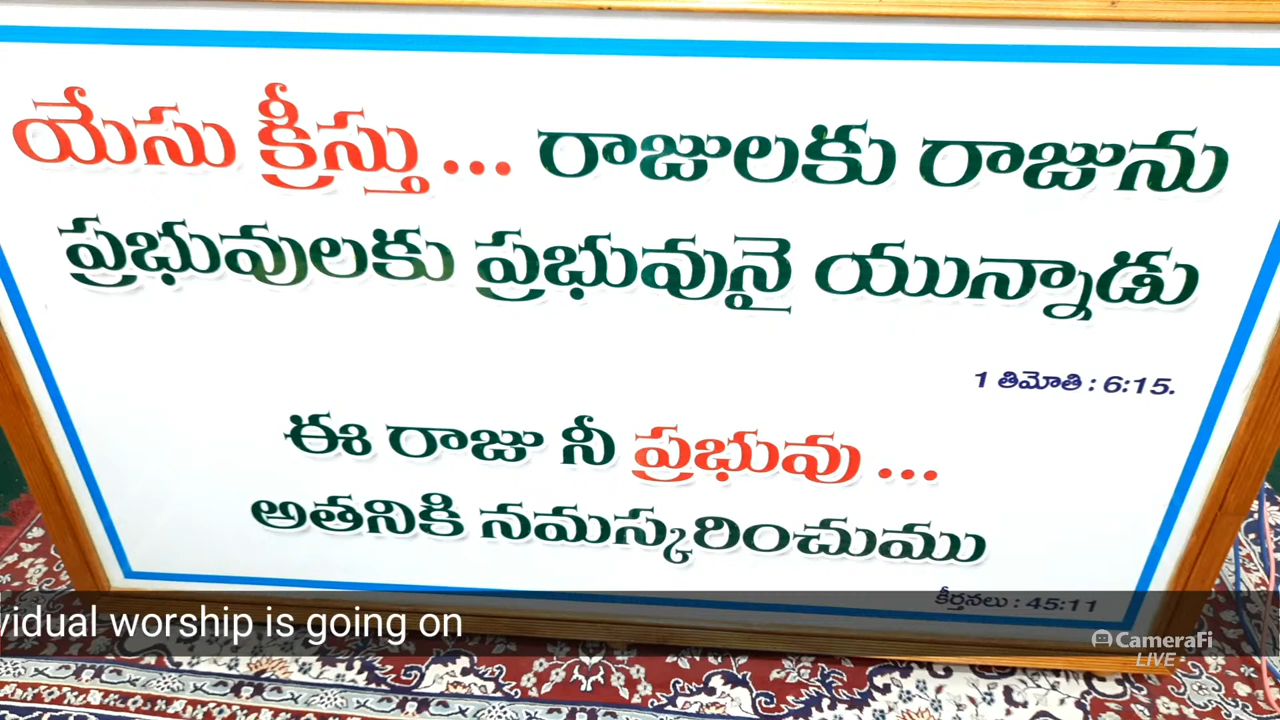 యేసు క్రీస్తు ... రాజులకు రాజును
ప్రభువులకు ప్రభువునై యున్నాడు
1 తిమోతి : 6:15.
ఈ రాజు నీ ప్రభువు ...
అతనికి నమస్కరించుము
కీర్తనలు : 45:11
vidual worship is going on
CameraFi
LIVE